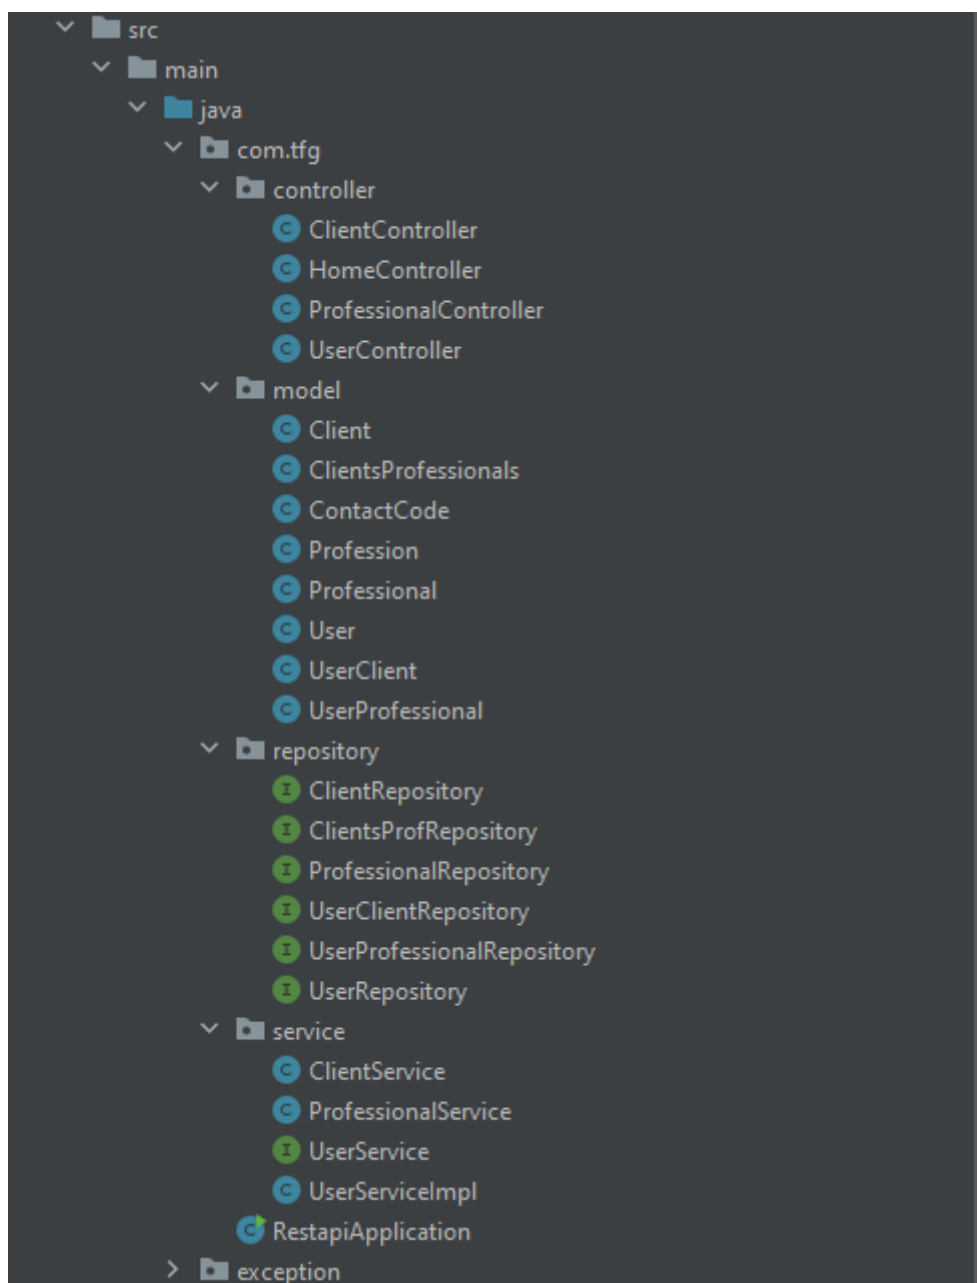 src
main
java
com.tfg
controller
ClientController
HomeController
ProfessionalController
UserController
model
Client
ClientsProfessionals
ContactCode
Profession
Professional
User
UserClient
UserProfessional
repository
ClientRepository
ClientsProfRepository
ProfessionalRepository
UserClientRepository
UserProfessionalRepository
UserRepository
service
ClientService
ProfessionalService
UserService
UserServiceImpl
RestapiApplication
exception